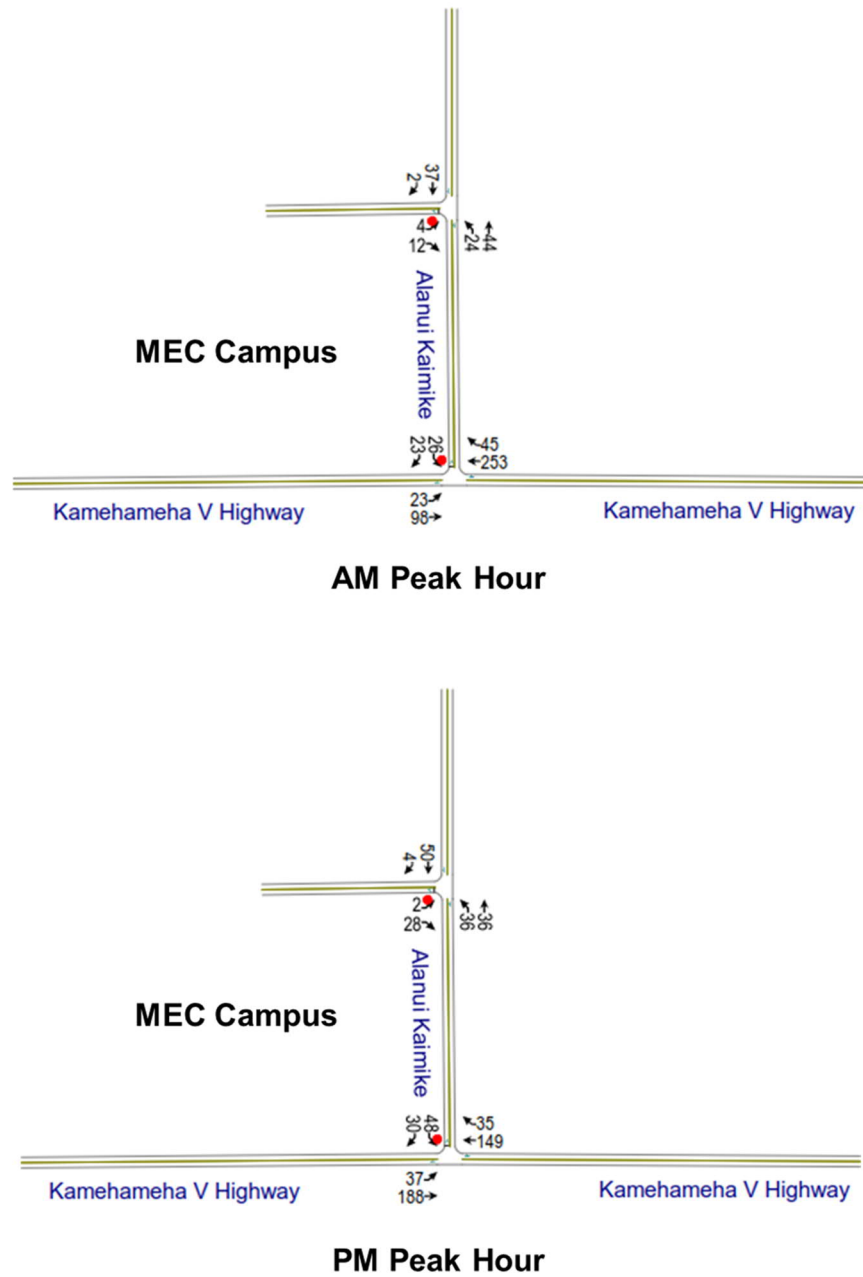 37
2
4
12
44
24
Alanui Kaimike
MEC Campus
23
26
45
253
23
98
Kamehameha V Highway
Kamehameha V Highway
AM Peak Hour
50
4
2
28
36
36
Alanui Kaimike
MEC Campus
30
48
35
149
37
188
Kamehameha V Highway
Kamehameha V Highway
PM Peak Hour